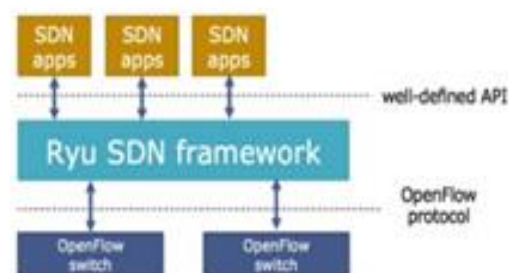 SDN apps
SDN apps
SDN apps
well-defined API
Ryu SDN framework
OpenFlow
protocol
OpenFlow
switch
OpenFlow
switch